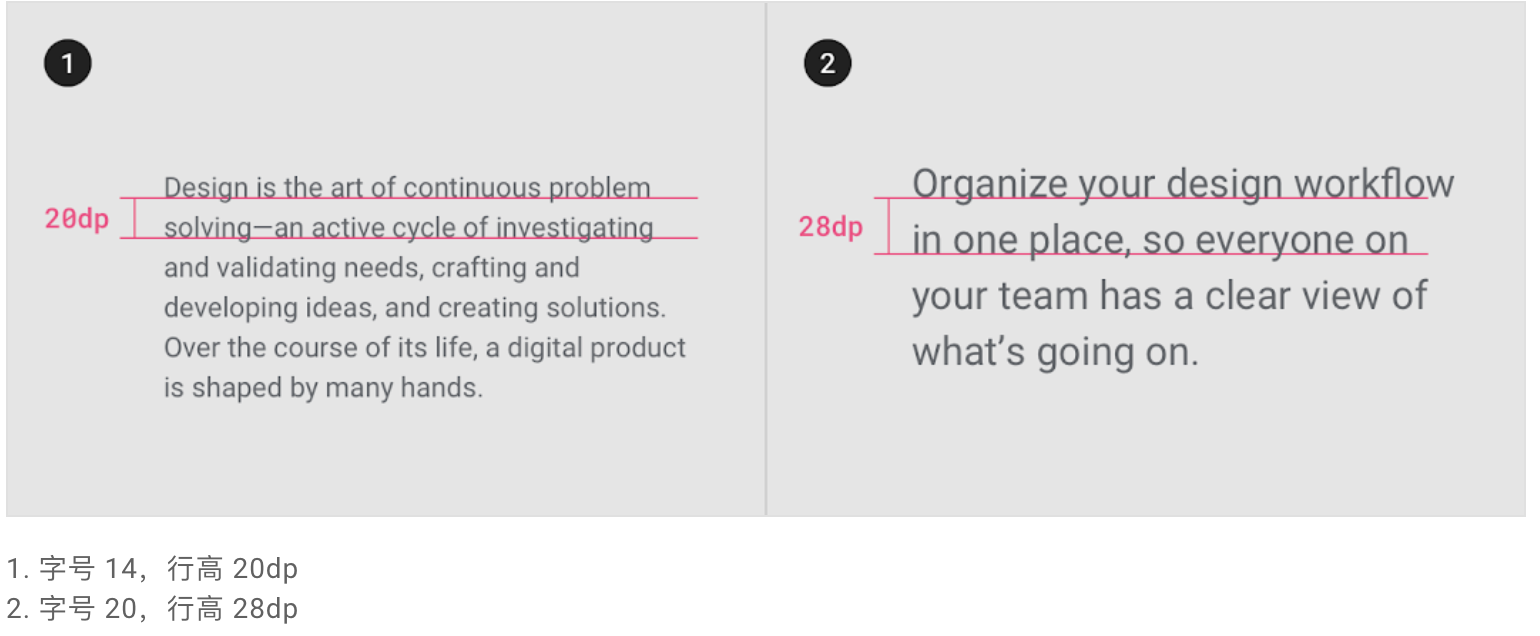 1
20dp
Design is the art of continuous problem
solving—an active cycle of investigating
and validating needs, crafting and
developing ideas, and creating solutions.
Over the course of its life, a digital product
is shaped by many hands.
2
28dp
Organize your design workflow
in one place, so everyone on
your team has a clear view of
what’s going on.
1. 字号 14，行高 20dp
2. 字号 20，行高 28dp